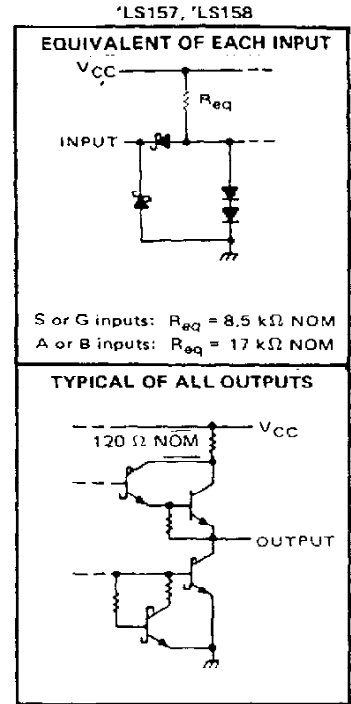 'LS157, 'LS158
EQUIVALENT OF EACH INPUT
VCC
Req
INPUT
S or G inputs: Req = 8.5 kΩ NOM
A or B inputs: Req = 17 kΩ NOM
TYPICAL OF ALL OUTPUTS
VCC
120 Ω NOM
OUTPUT